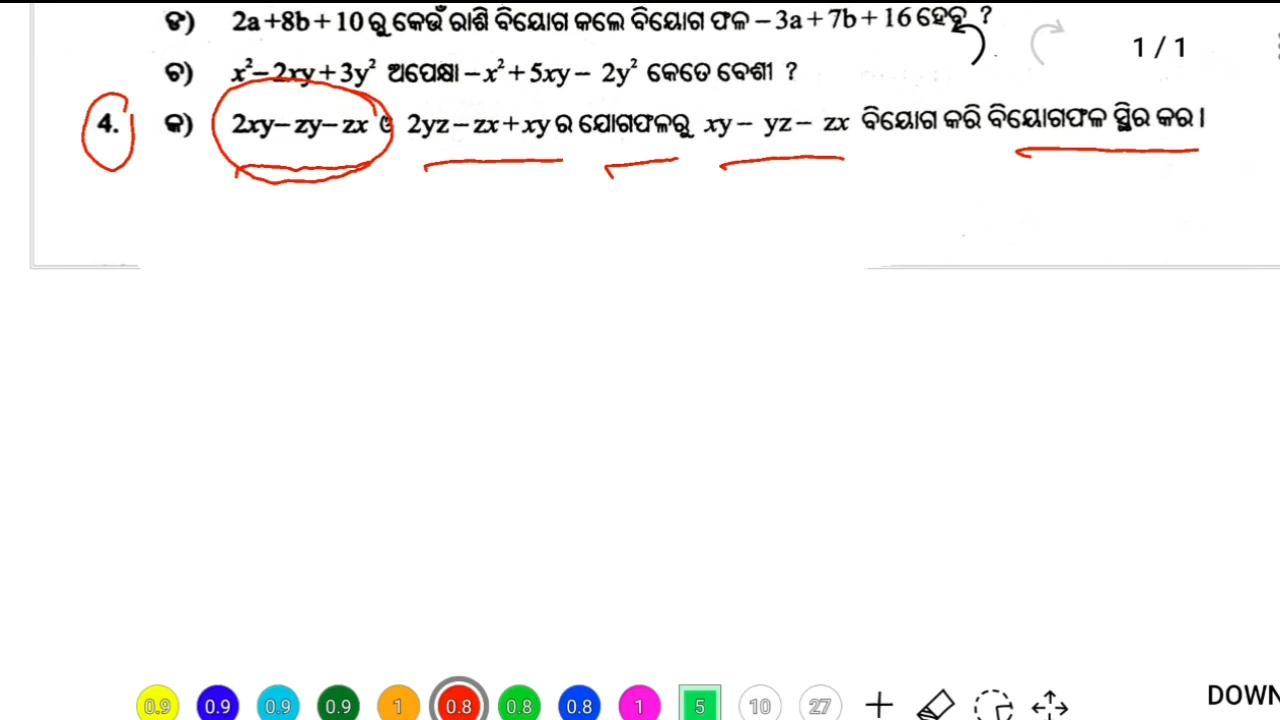 ଙ) 2a+8b+10 ରୁ କେଉଁ ରାଶି ବିୟୋଗ କଲେ ବିୟୋଗ ଫଳ –3a+7b+16 ହେବ ?
1 / 1
ଚ) x²–2xy+3y² ଅପେକ୍ଷା –x²+5xy– 2y² କେତେ ବେଶୀ ?
4. କ) 2xy–zy–zx ଓ 2yz–zx+xy ର ଯୋଗଫଳରୁ xy– yz– zx ବିୟୋଗ କରି ବିୟୋଗଫଳ ସ୍ଥିର କର।
0.9 0.9 0.9 0.9 1 0.8 0.8 0.8 1 5 10 27 DOWN